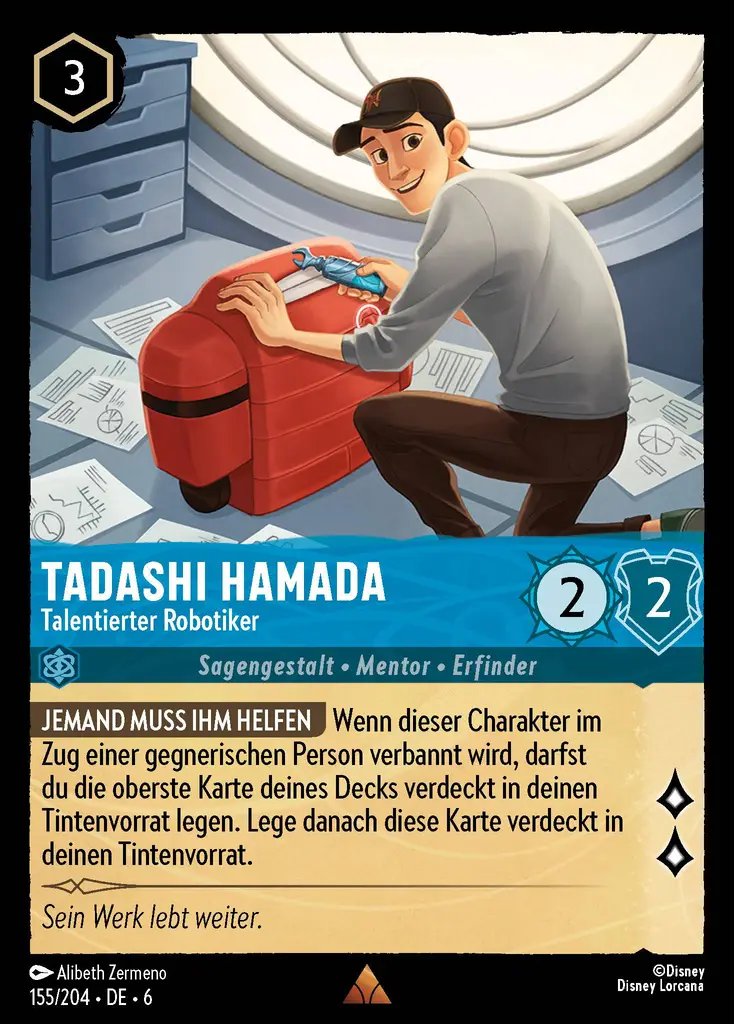 3
TADASHI HAMADA
Talentierter Robotiker
2
2
Sagengestalt • Mentor • Erfinder
JEMAND MUSS IHM HELFEN Wenn dieser Charakter im
Zug einer gegnerischen Person verbannt wird, darfst
du die oberste Karte deines Decks verdeckt in deinen
Tintenvorrat legen. Lege danach diese Karte verdeckt in
deinen Tintenvorrat.
Sein Werk lebt weiter.
Alibeth Zermeno
155/204 • DE • 6
©Disney
Disney Lorcana